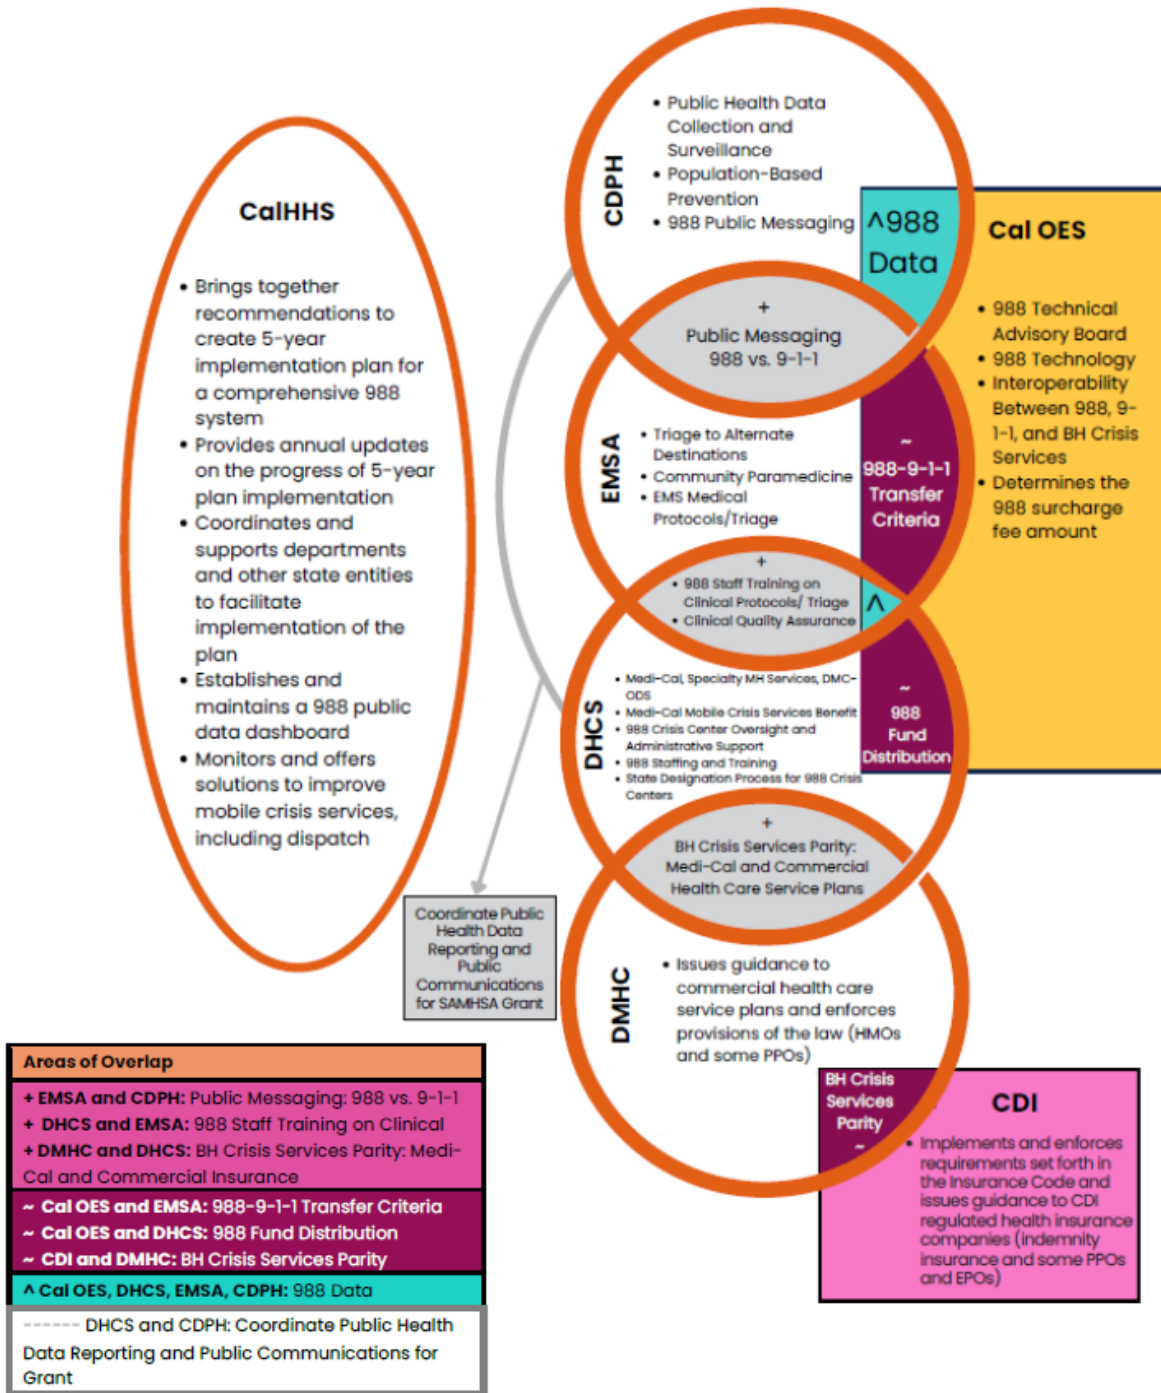 CalHHS
• Brings together
recommendations to
create 5-year
implementation plan for
a comprehensive 988
system
• Provides annual updates
on the progress of 5-year
plan implementation
• Coordinates and
supports departments
and other state entities
to facilitate
implementation of the
plan
• Establishes and
maintains a 988 public
data dashboard
• Monitors and offers
solutions to improve
mobile crisis services,
including dispatch
CDPH
• Public Health Data
Collection and
Surveillance
• Population-Based
Prevention
• 988 Public Messaging
^988
Data
+
Public Messaging
988 vs. 9-1-1
EMSA
• Triage to Alternate
Destinations
• Community Paramedicine
• EMS Medical
Protocols/Triage
~
988-9-1-1
Transfer
Criteria
+
• 988 Staff Training on
Clinical Protocols/ Triage
• Clinical Quality Assurance
^
DHCS
• Medi-Cal, Specialty MH Services, DMC-
ODS
• Medi-Cal Mobile Crisis Services Benefit
• 988 Crisis Center Oversight and
Administrative Support
• 988 Staffing and Training
• State Designation Process for 988 Crisis
Centers
~
988
Fund
Distribution
+
BH Crisis Services Parity:
Medi-Cal and Commercial
Health Care Service Plans
DMHC
• Issues guidance to
commercial health care
service plans and enforces
provisions of the law (HMOs
and some PPOs)
Cal OES
• 988 Technical
Advisory Board
• 988 Technology
• Interoperability
Between 988, 9-
1-1, and BH Crisis
Services
• Determines the
988 surcharge
fee amount
Coordinate Public
Health Data
Reporting and
Public
Communications
for SAMHSA Grant
BH Crisis
Services
Parity
~
CDI
• Implements and enforces
requirements set forth in
the Insurance Code and
issues guidance to CDI
regulated health insurance
companies (indemnity
insurance and some PPOs
and EPOs)
Areas of Overlap
+ EMSA and CDPH: Public Messaging: 988 vs. 9-1-1
+ DHCS and EMSA: 988 Staff Training on Clinical
+ DMHC and DHCS: BH Crisis Services Parity: Medi-
Cal and Commercial Insurance
~ Cal OES and EMSA: 988-9-1-1 Transfer Criteria
~ Cal OES and DHCS: 988 Fund Distribution
~ CDI and DMHC: BH Crisis Services Parity
^ Cal OES, DHCS, EMSA, CDPH: 988 Data
------ DHCS and CDPH: Coordinate Public Health
Data Reporting and Public Communications for
Grant